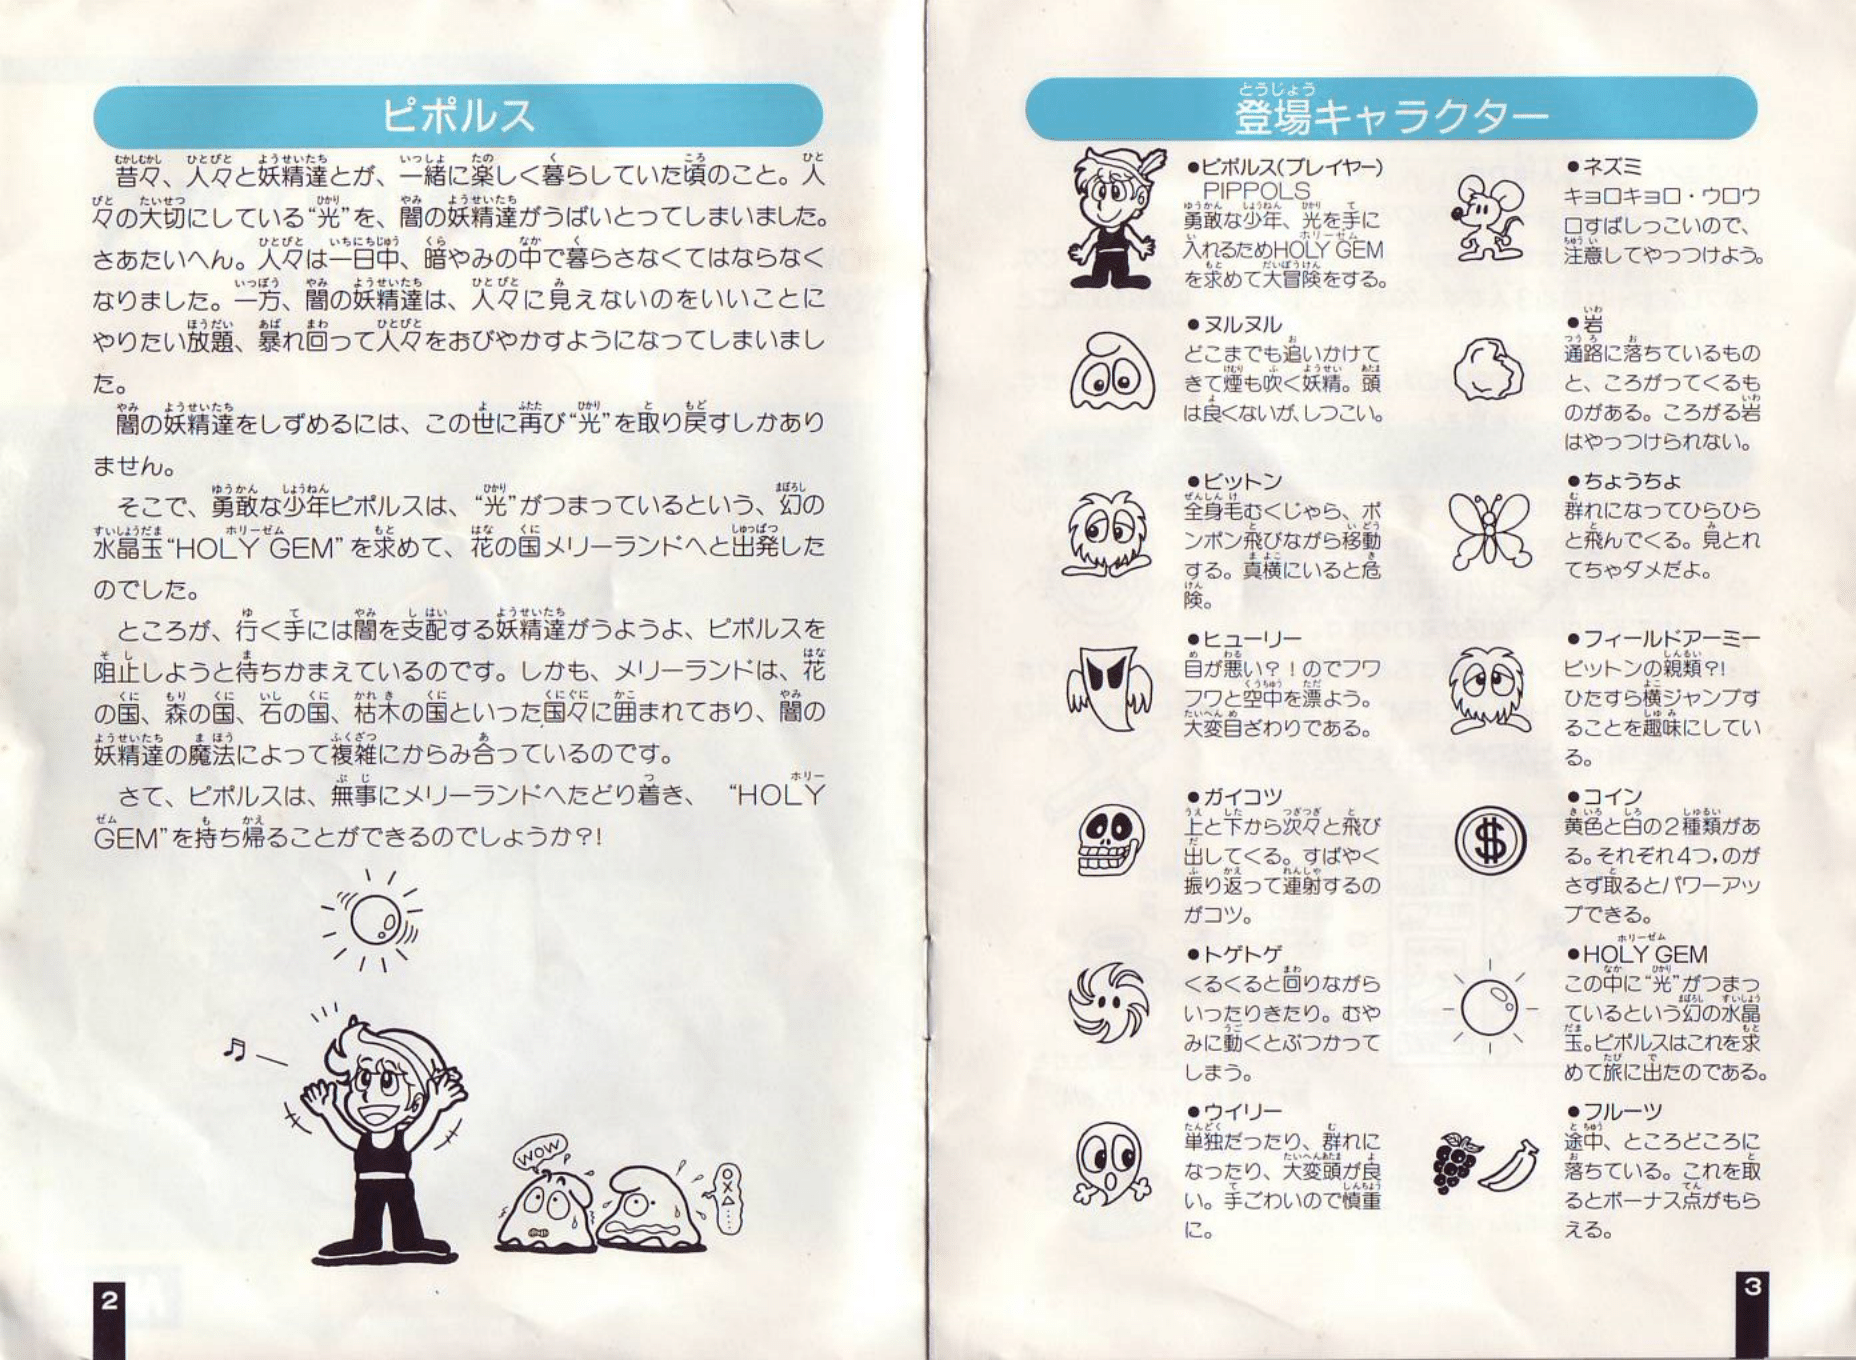 ピポルス
昔々、人々と妖精達とが、一緒に楽しく暮らしていた頃のこと。人
々の大切にしている“光”を、闇の妖精達がうばいとってしまいました。
さあたいへん。人々は一日中、暗やみの中で暮らさなくてはならなく
なりました。一方、闇の妖精達は、人々に見えないのをいいことに
やりたい放題、暴れ回って人々をおびやかすようになってしまいまし
た。
闇の妖精達をしずめるには、この世に再び“光”を取り戻すしかあり
ません。
そこで、勇敢な少年ピポルスは、“光”がつまっているという、幻の
水晶玉“HOLY GEM”を求めて、花の国メリーランドへと出発した
のでした。
ところが、行く手には闇を支配する妖精達がうようよ、ピポルスを
阻止しようと待ちかまえているのです。しかも、メリーランドは、花
の国、森の国、石の国、枯木の国といった国々に囲まれており、闇の
妖精達の魔法によって複雑にからみ合っているのです。
さて、ピポルスは、無事にメリーランドへたどり着き、“HOLY
GEM”を持ち帰ることができるのでしょうか?!
WOW
2
登場キャラクター
●ピポルス(プレイヤー)
PIPPOLS
勇敢な少年、光を手に
入れるためHOLY GEM
を求めて大冒険をする。
●ヌルヌル
どこまでも追いかけて
きて煙も吹く妖精。頭
は良くないが、しつこい。
●ビットン
全身毛むくじゃら、ポ
ンポン飛びながら移動
する。真横にいると危
険。
●ヒューリー
目が悪い?!のでフワ
フワと空中を漂よう。
大変目ざわりである。
●ガイコツ
上と下から次々と飛び
出してくる。すばやく
振り返って連射するの
がコツ。
●トゲトゲ
くるくると回りながら
いったりきたり。むや
みに動くとぶつかって
しまう。
●ウイリー
単独だったり、群れに
なったり、大変頭が良
い。手ごわいので慎重
に。
●ネズミ
キョロキョロ・ウロウ
ロすばしっこいので、
注意してやっつけよう。
●岩
通路に落ちているもの
と、ころがってくるも
のがある。ころがる岩
はやっつけられない。
●ちょうちょ
群れになってひらひら
と飛んでくる。見とれ
てちゃダメだよ。
●フィールドアーミー
ビットンの親類?!
ひたすら横ジャンプす
ることを趣味にしてい
る。
●コイン
黄色と白の2種類があ
る。それぞれ4つ,のが
さず取るとパワーアッ
プできる。
●HOLY GEM
この中に“光”がつまっ
ているという幻の水晶
玉。ピポルスはこれを求
めて旅に出たのである。
●フルーツ
途中、ところどころに
落ちている。これを取
るとボーナス点がもら
える。
3